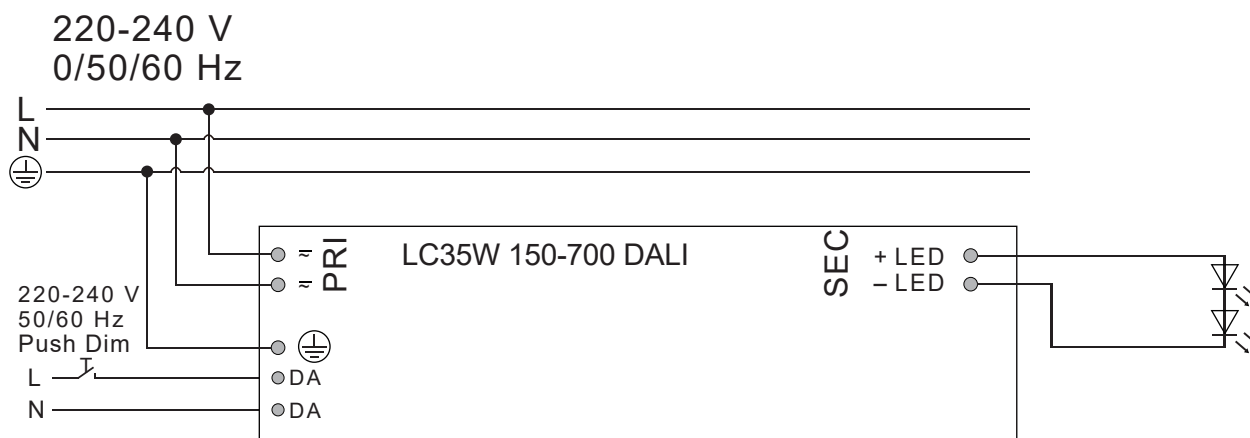 220-240 V
0/50/60 Hz
L
N
≂ PRI
≂
LC35W 150-700 DALI
SEC
+ LED
– LED
220-240 V
50/60 Hz
Push Dim
L
DA
N
DA